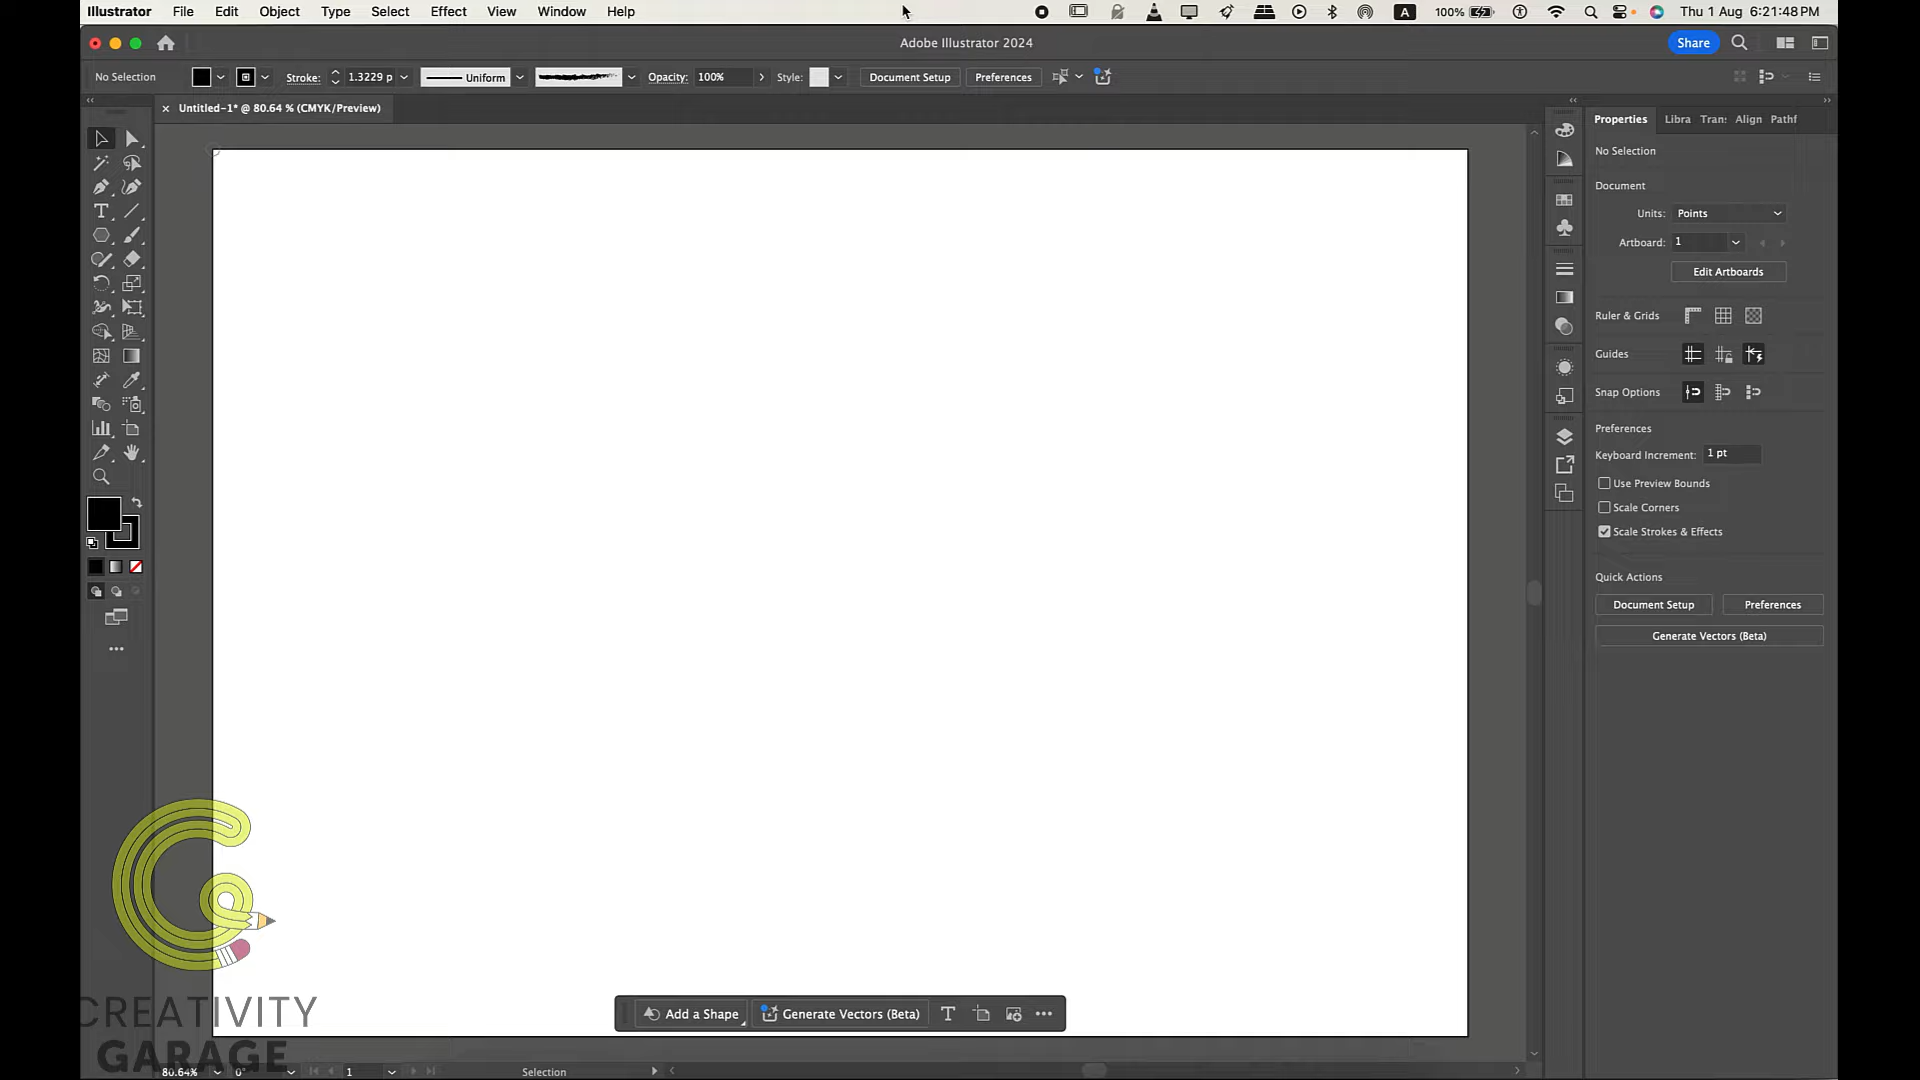 Illustrator File Edit Object Type Select Effect View Window Help A 100% Thu 1 Aug 6:21:48 PM
Adobe Illustrator 2024 Share
No Selection Stroke: 1.3229 p Uniform Opacity: 100% Style: Document Setup Preferences
Untitled-1* @ 80.64 % (CMYK/Preview)
Properties Libra Tran: Align Pathf
No Selection
Document
Units: Points
Artboard: 1
Edit Artboards
Ruler & Grids
Guides
Snap Options
Preferences
Keyboard Increment: 1 pt
Use Preview Bounds
Scale Corners
Scale Strokes & Effects
Quick Actions
Document Setup Preferences
Generate Vectors (Beta)
CREATIVITY
GARAGE
Add a Shape Generate Vectors (Beta)
80.64% 0° 1 Selection